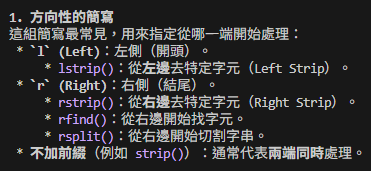 1. 方向性的簡寫
這組簡寫最常見，用來指定從哪一端開始處理：
* `l` (Left)：左側（開頭）。
* lstrip()：從左邊去特定字元（Left Strip）。
* `r` (Right)：右側（結尾）。
* rstrip()：從右邊去特定字元（Right Strip）。
* rfind()：從右邊開始找字元。
* rsplit()：從右邊開始切割字串。
* 不加前綴（例如 strip()）：通常代表兩端同時處理。